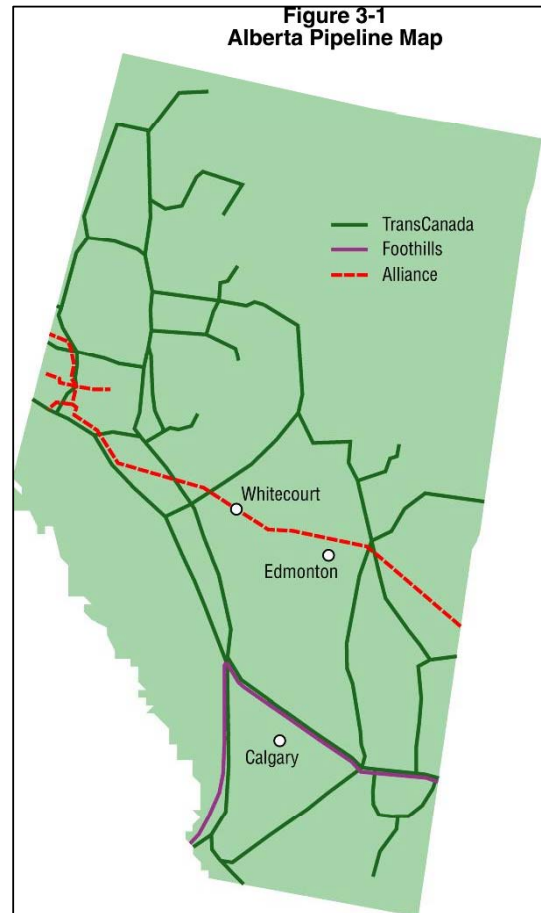 Figure 3-1
Alberta Pipeline Map
TransCanada
Foothills
Alliance
Whitecourt
Edmonton
Calgary